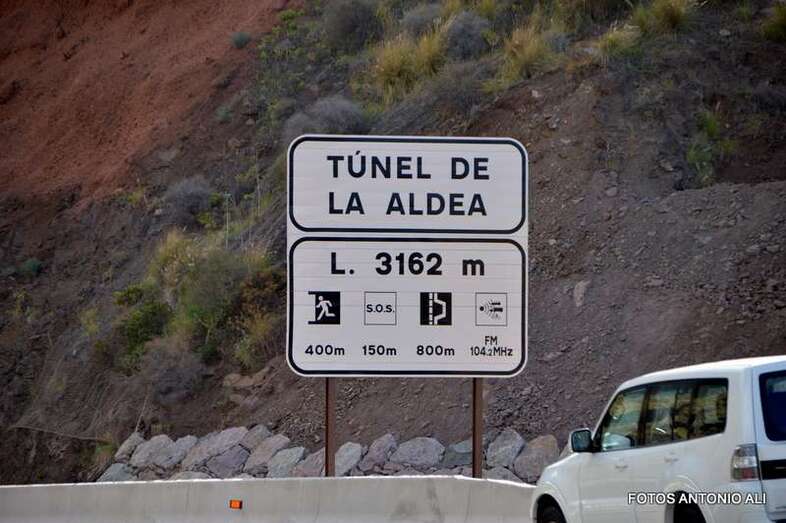 TÚNEL DE
LA ALDEA
L. 3162 m
S.O.S.
400m 150m 800m FM 104.2MHz
FOTOS ANTONIO ALI